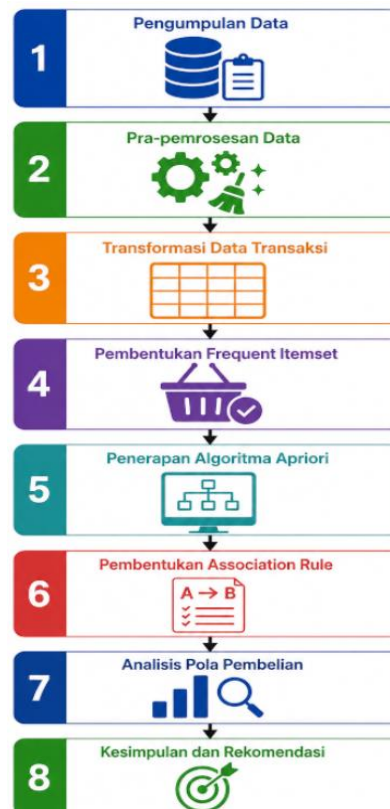 1
Pengumpulan Data
2
Pra-pemrosesan Data
3
Transformasi Data Transaksi
4
Pembentukan Frequent Itemset
5
Penerapan Algoritma Apriori
6
Pembentukan Association Rule
A → B
7
Analisis Pola Pembelian
8
Kesimpulan dan Rekomendasi